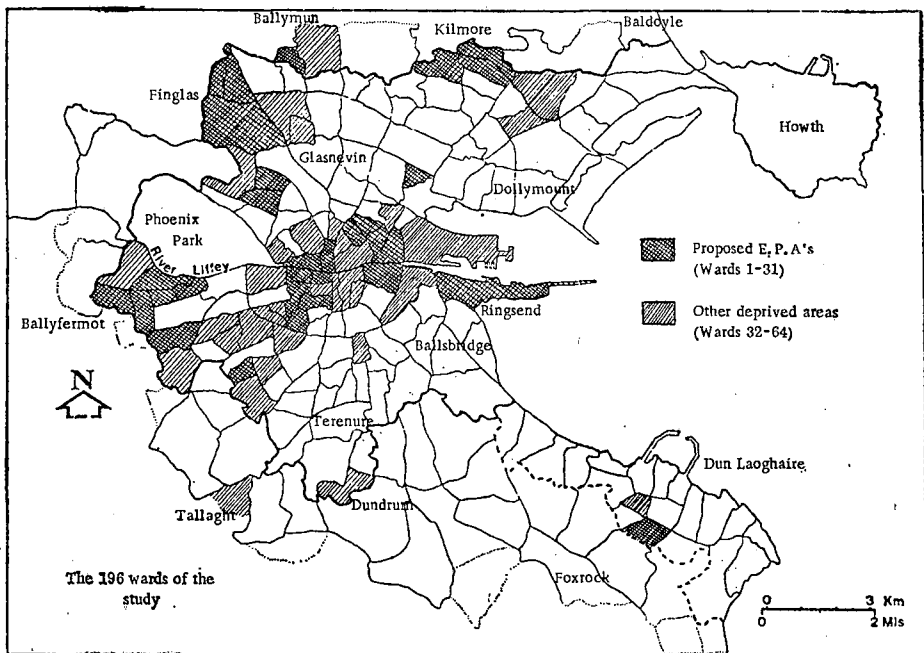 Ballymun
Kilmore
Baldoyle
Finglas
Howth
Glasnevin
Dollymount
Phoenix
Park
River Liffey
Proposed E.P.A's
(Wards 1-31)
Ballyfermot
Ringsend
Other deprived areas
(Wards 32-64)
Ballsbridge
N
Terenure
Dun Laoghaire
Tallaght
Dundrum
The 196 wards of the
study
Foxrock
0 3 Km
0 2 Mls